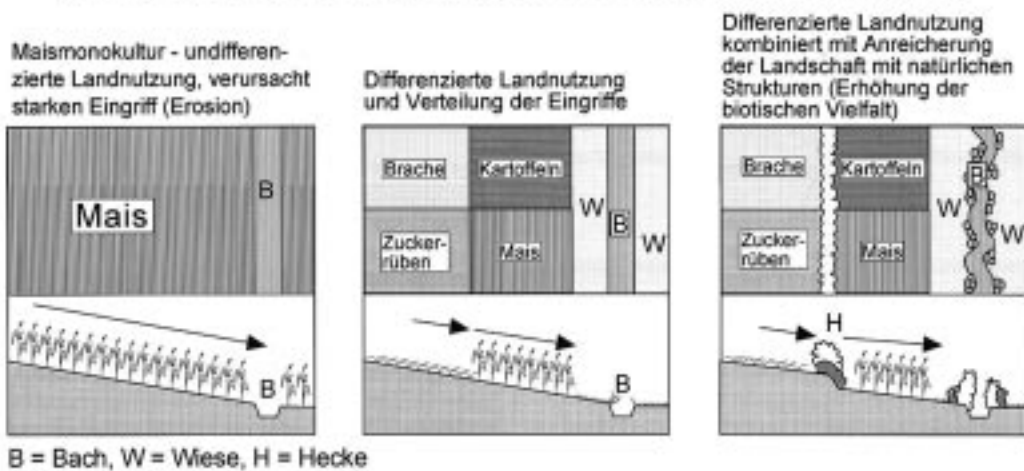 Maismonokultur - undifferen-
zierte Landnutzung, verursacht
starken Eingriff (Erosion)
Mais
B
B
Differenzierte Landnutzung
und Verteilung der Eingriffe
Brache
Kartoffeln
W
B
W
Zucker-
rüben
Mais
B
Differenzierte Landnutzung
kombiniert mit Anreicherung
der Landschaft mit natürlichen
Strukturen (Erhöhung der
biotischen Vielfalt)
Brache
Kartoffeln
B
W
W
Zucker-
rüben
Mais
H
B = Bach, W = Wiese, H = Hecke